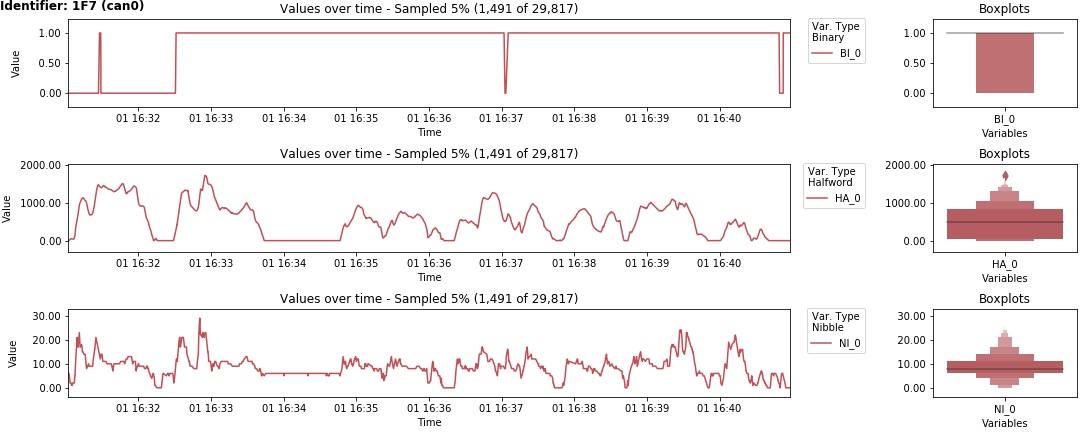 Identifier: 1F7 (can0)
Values over time - Sampled 5% (1,491 of 29,817)
Boxplots
Value
1.00
0.50
0.00
01 16:32 01 16:33 01 16:34 01 16:35 01 16:36 01 16:37 01 16:38 01 16:39 01 16:40
Time
Var. Type
Binary
BI_0
1.00
0.50
0.00
BI_0
Variables
Values over time - Sampled 5% (1,491 of 29,817)
Boxplots
Value
2000.00
1000.00
0.00
01 16:32 01 16:33 01 16:34 01 16:35 01 16:36 01 16:37 01 16:38 01 16:39 01 16:40
Time
Var. Type
Halfword
HA_0
2000.00
1000.00
0.00
HA_0
Variables
Values over time - Sampled 5% (1,491 of 29,817)
Boxplots
Value
30.00
20.00
10.00
0.00
01 16:32 01 16:33 01 16:34 01 16:35 01 16:36 01 16:37 01 16:38 01 16:39 01 16:40
Time
Var. Type
Nibble
NI_0
30.00
20.00
10.00
0.00
NI_0
Variables